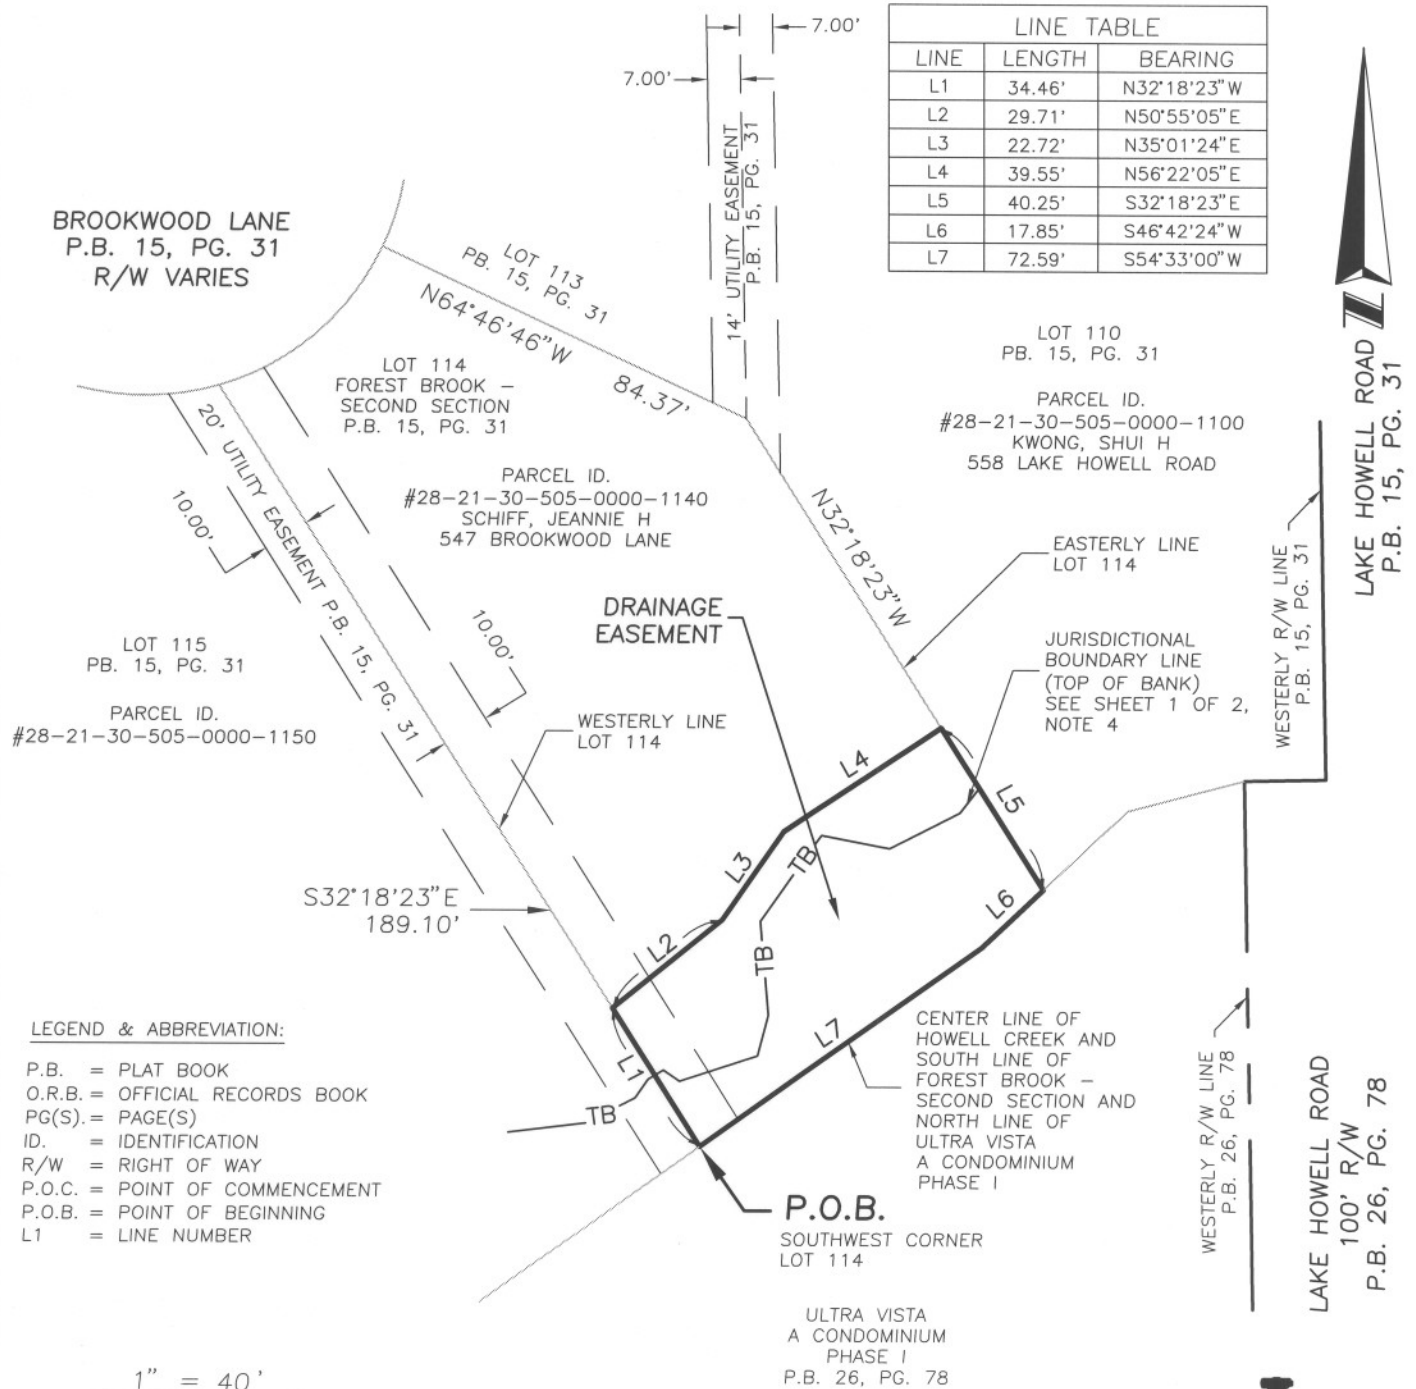 7.00'
7.00'
14' UTILITY EASEMENT
P.B. 15, PG. 31
LINE TABLE
LINE LENGTH BEARING
L1 34.46' N32°18'23"W
L2 29.71' N50°55'05"E
L3 22.72' N35°01'24"E
L4 39.55' N56°22'05"E
L5 40.25' S32°18'23"E
L6 17.85' S46°42'24"W
L7 72.59' S54°33'00"W
BROOKWOOD LANE
P.B. 15, PG. 31
R/W VARIES
LOT 113
PB. 15, PG. 31
N64°46'46"W 84.37'
LOT 114
FOREST BROOK –
SECOND SECTION
P.B. 15, PG. 31
PARCEL ID.
#28-21-30-505-0000-1140
SCHIFF, JEANNIE H
547 BROOKWOOD LANE
LOT 110
PB. 15, PG. 31
PARCEL ID.
#28-21-30-505-0000-1100
KWONG, SHUI H
558 LAKE HOWELL ROAD
N
LAKE HOWELL ROAD
P.B. 15, PG. 31
WESTERLY R/W LINE
P.B. 15, PG. 31
20' UTILITY EASEMENT P.B. 15, PG. 31
10.00'
10.00'
N32°18'23"W
EASTERLY LINE
LOT 114
DRAINAGE
EASEMENT
JURISDICTIONAL
BOUNDARY LINE
(TOP OF BANK)
SEE SHEET 1 OF 2,
NOTE 4
LOT 115
PB. 15, PG. 31
PARCEL ID.
#28-21-30-505-0000-1150
WESTERLY LINE
LOT 114
L4
L5
L3
TB
S32°18'23"E
189.10'
L2
TB
L6
L1
L7
TB
CENTER LINE OF
HOWELL CREEK AND
SOUTH LINE OF
FOREST BROOK –
SECOND SECTION AND
NORTH LINE OF
ULTRA VISTA
A CONDOMINIUM
PHASE I
LEGEND & ABBREVIATION:
P.B. = PLAT BOOK
O.R.B. = OFFICIAL RECORDS BOOK
PG(S). = PAGE(S)
ID. = IDENTIFICATION
R/W = RIGHT OF WAY
P.O.C. = POINT OF COMMENCEMENT
P.O.B. = POINT OF BEGINNING
L1 = LINE NUMBER
P.O.B.
SOUTHWEST CORNER
LOT 114
WESTERLY R/W LINE
P.B. 26, PG. 78
LAKE HOWELL ROAD
100' R/W
P.B. 26, PG. 78
ULTRA VISTA
A CONDOMINIUM
PHASE I
P.B. 26, PG. 78
1" = 40'